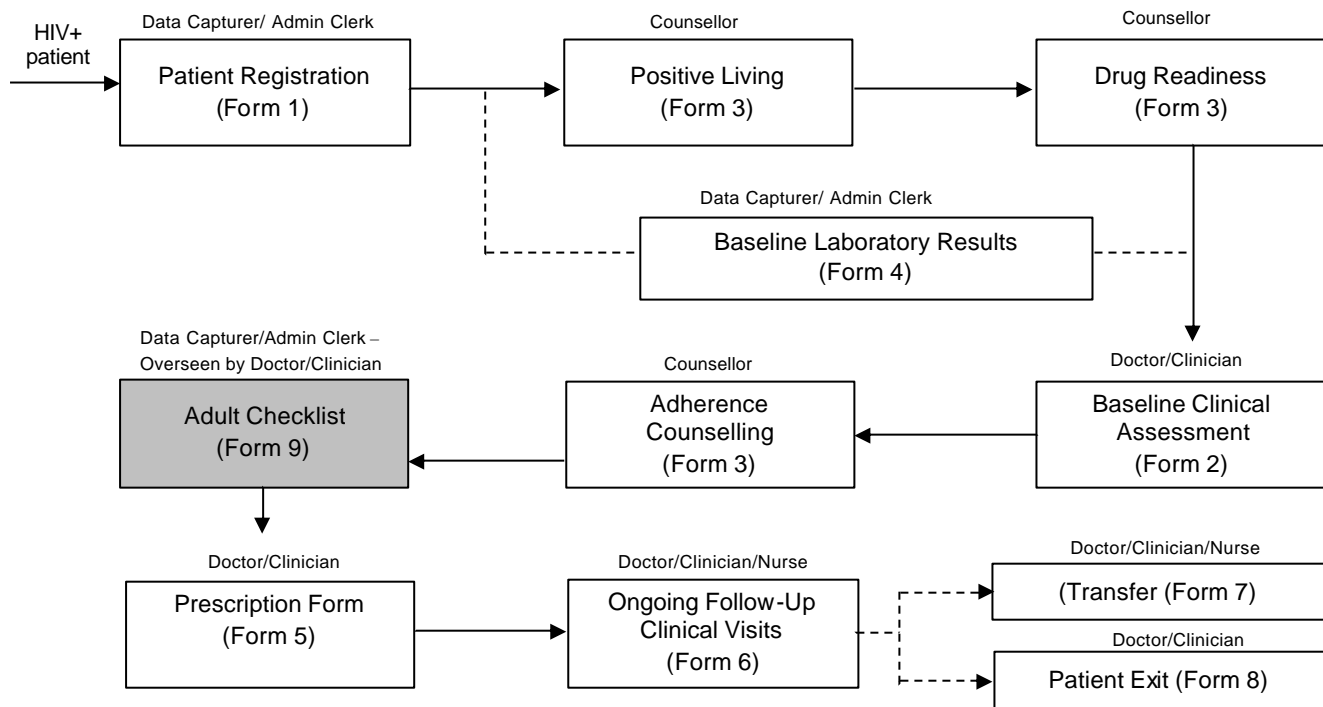 Data Capturer/ Admin Clerk
Counsellor
Counsellor
HIV+
patient
Patient Registration
(Form 1)
Positive Living
(Form 3)
Drug Readiness
(Form 3)
Data Capturer/ Admin Clerk
Baseline Laboratory Results
(Form 4)
Data Capturer/Admin Clerk –
Overseen by Doctor/Clinician
Counsellor
Doctor/Clinician
Adult Checklist
(Form 9)
Adherence
Counselling
(Form 3)
Baseline Clinical
Assessment
(Form 2)
Doctor/Clinician
Doctor/Clinician/Nurse
Doctor/Clinician/Nurse
Prescription Form
(Form 5)
Ongoing Follow-Up
Clinical Visits
(Form 6)
(Transfer (Form 7)
Doctor/Clinician
Patient Exit (Form 8)